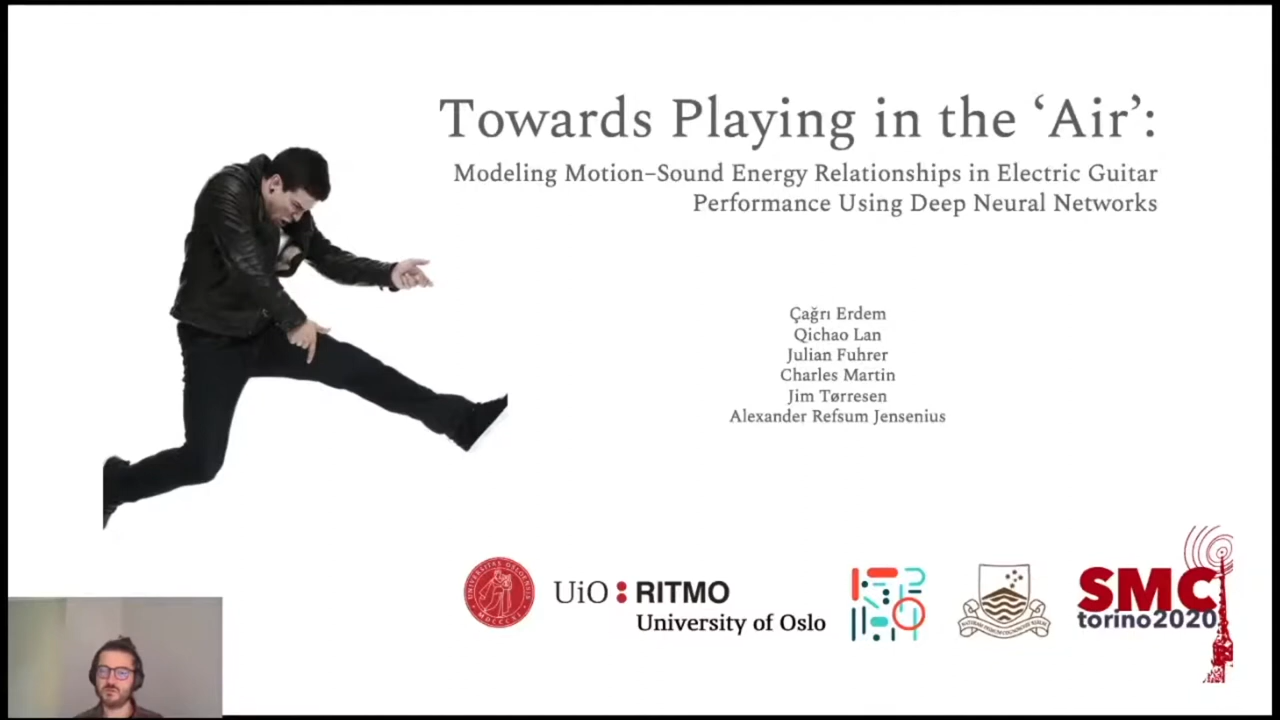 Towards Playing in the ‘Air’:
Modeling Motion–Sound Energy Relationships in Electric Guitar
Performance Using Deep Neural Networks
Çağrı Erdem
Qichao Lan
Julian Fuhrer
Charles Martin
Jim Tørresen
Alexander Refsum Jensenius
UiO RITMO
University of Oslo
SMC
torino2020